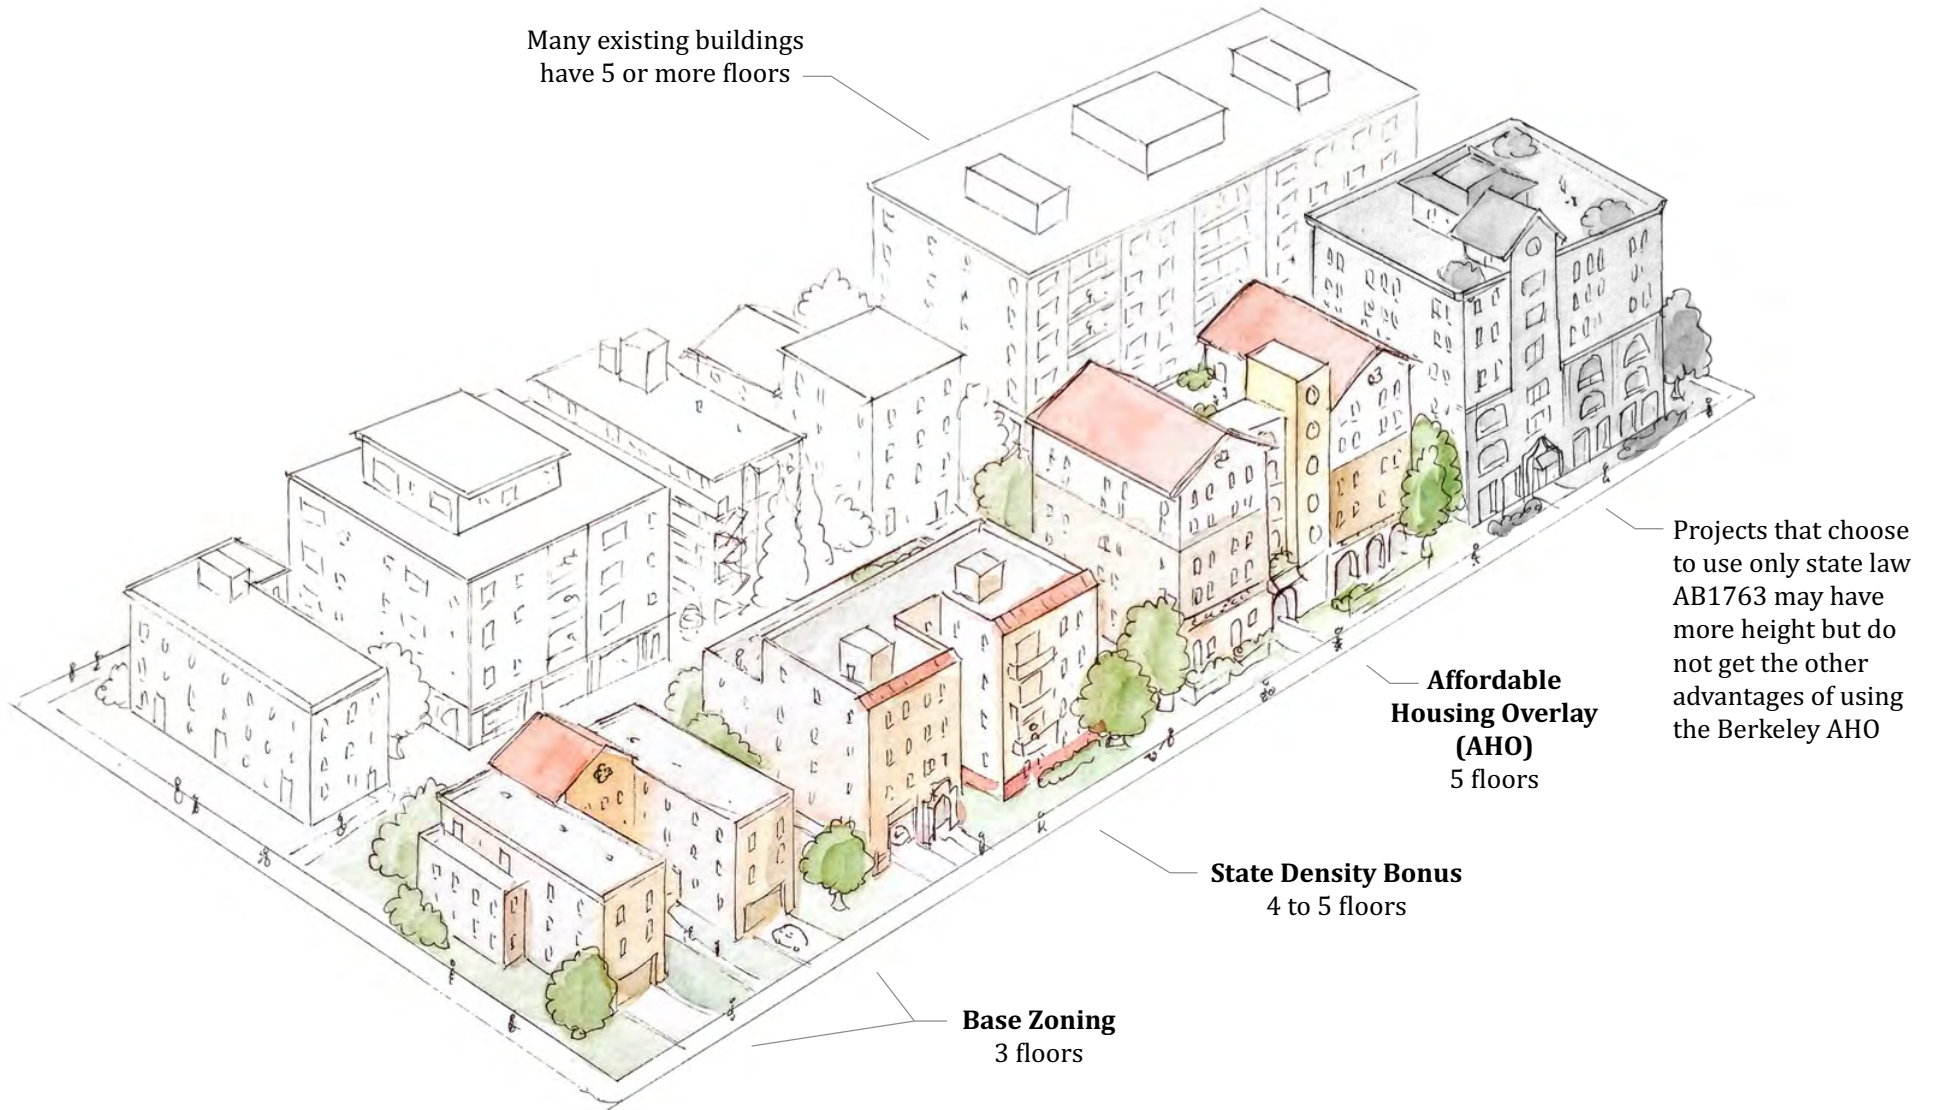 Many existing buildings
have 5 or more floors
Projects that choose
to use only state law
AB1763 may have
more height but do
not get the other
advantages of using
the Berkeley AHO
Affordable
Housing Overlay
(AHO)
5 floors
State Density Bonus
4 to 5 floors
Base Zoning
3 floors